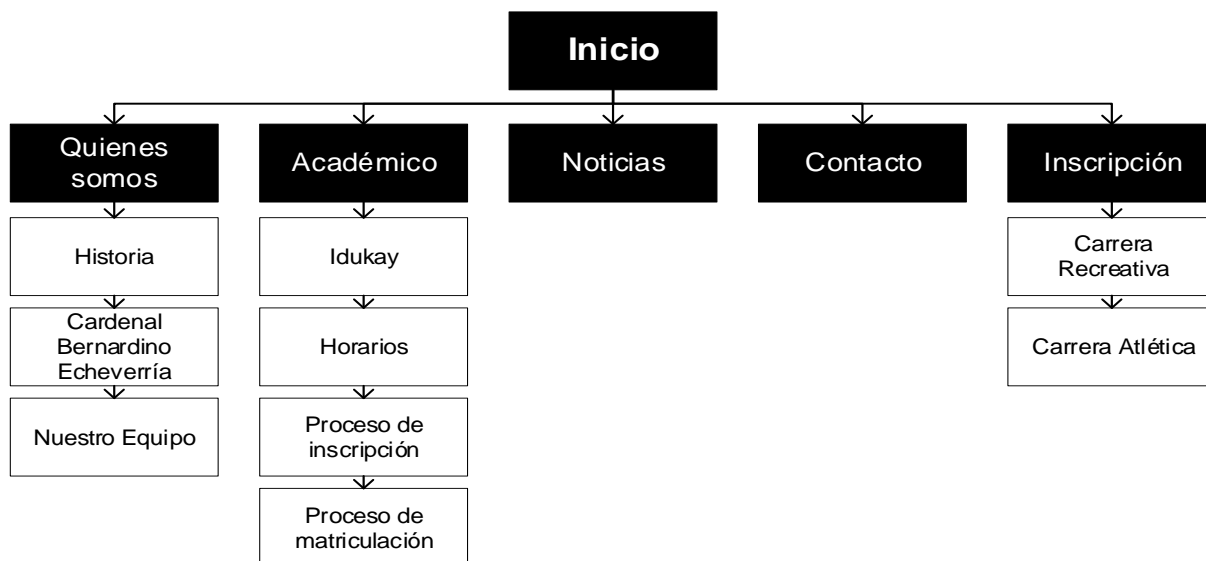 Inicio
Quienes
somos
Académico
Noticias
Contacto
Inscripción
Historia
Idukay
Carrera
Recreativa
Cardenal
Bernardino
Echeverría
Horarios
Carrera Atlética
Nuestro Equipo
Proceso de
inscripción
Proceso de
matriculación